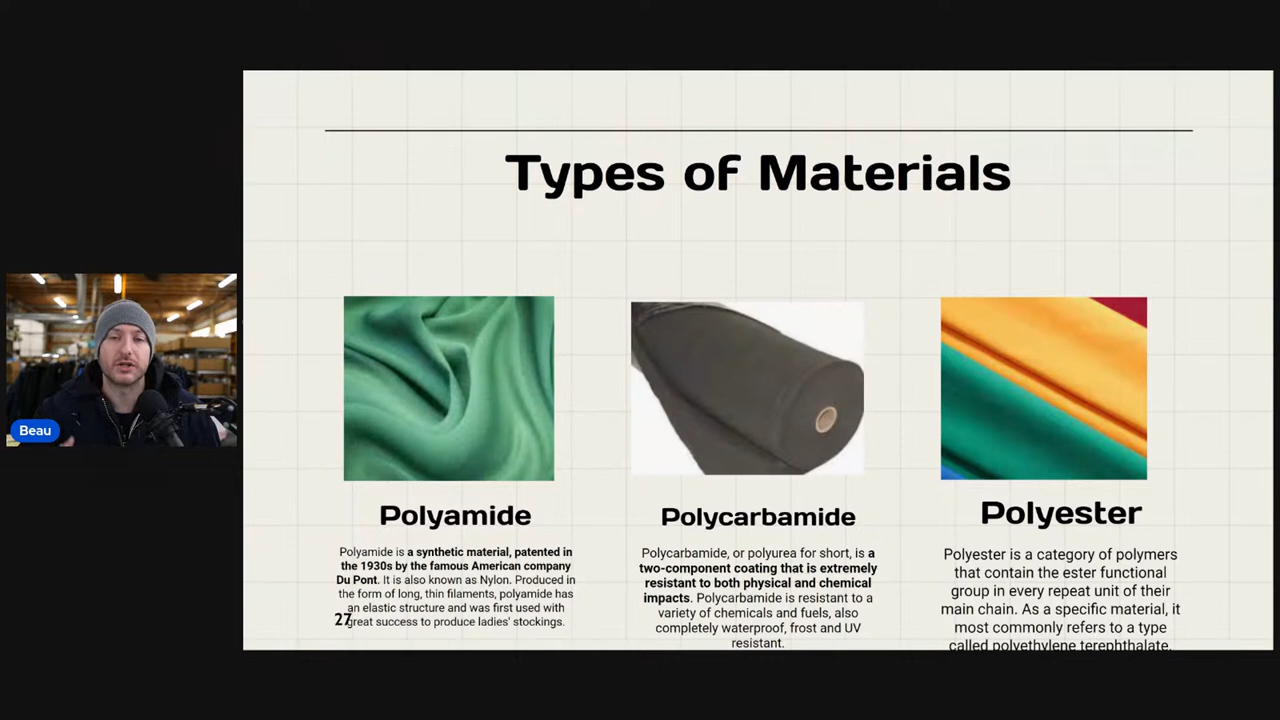 Types of Materials
Beau
Polyamide
Polyamide is a synthetic material, patented in
the 1930s by the famous American company
Du Pont. It is also known as Nylon. Produced in
the form of long, thin filaments, polyamide has
an elastic structure and was first used with
great success to produce ladies' stockings.
27
Polycarbamide
Polycarbamide, or polyurea for short, is a
two-component coating that is extremely
resistant to both physical and chemical
impacts. Polycarbamide is resistant to a
variety of chemicals and fuels, also
completely waterproof, frost and UV
resistant.
Polyester
Polyester is a category of polymers
that contain the ester functional
group in every repeat unit of their
main chain. As a specific material, it
most commonly refers to a type
called polyethylene terephthalate.